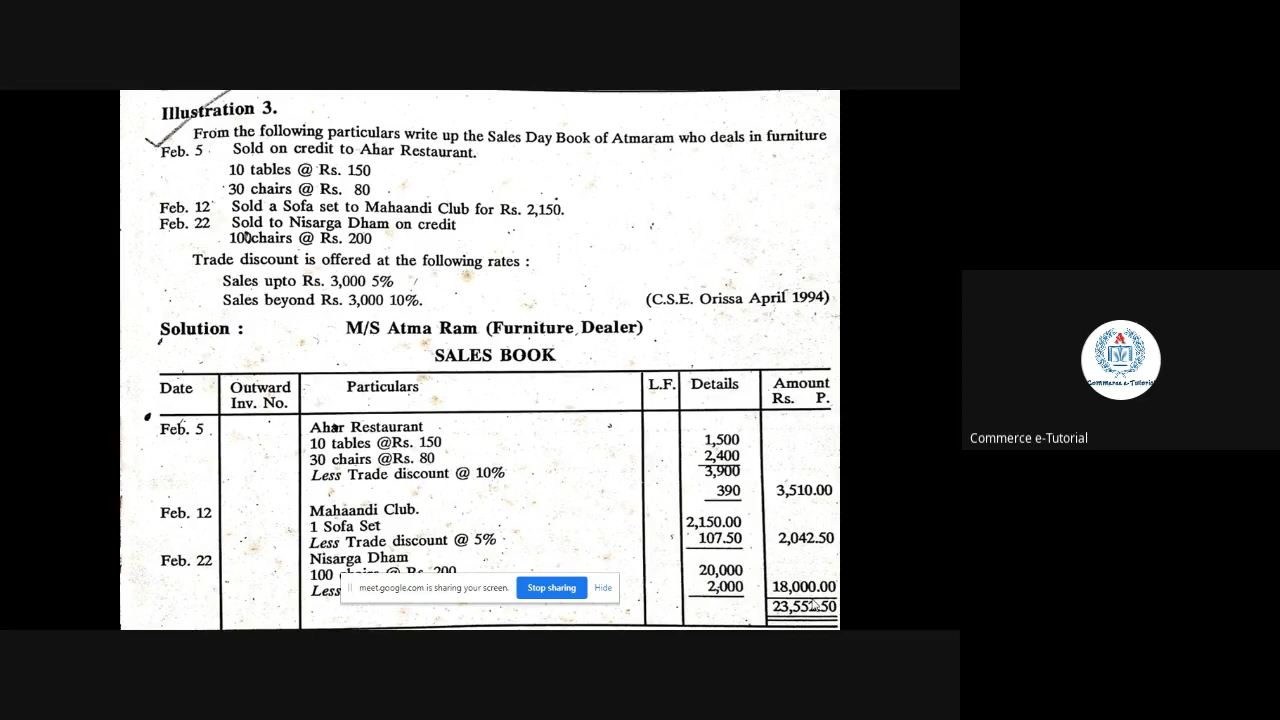 Illustration 3.
From the following particulars write up the Sales Day Book of Atmaram who deals in furniture
Feb. 5 Sold on credit to Ahar Restaurant.
10 tables @ Rs. 150
30 chairs @ Rs. 80
Feb. 12 Sold a Sofa set to Mahaandi Club for Rs. 2,150.
Feb. 22 Sold to Nisarga Dham on credit
100chairs @ Rs. 200
Trade discount is offered at the following rates :
Sales upto Rs. 3,000 5%
Sales beyond Rs. 3,000 10%. (C.S.E. Orissa April 1994)
Solution : M/S Atma Ram (Furniture Dealer)
SALES BOOK
Date Outward Inv. No. Particulars L.F. Details Amount Rs. P.
Feb. 5 Ahar Restaurant
10 tables @Rs. 150 1,500
30 chairs @Rs. 80 2,400
Less Trade discount @ 10% 3,900
390 3,510.00
Feb. 12 Mahaandi Club.
1 Sofa Set 2,150.00
Less Trade discount @ 5% 107.50 2,042.50
Feb. 22 Nisarga Dham
100 20,000
Less 2,000 18,000.00
23,552.50
meet.google.com is sharing your screen. Stop sharing Hide
Commerce e-Tutorial
Commerce e-Tutorial